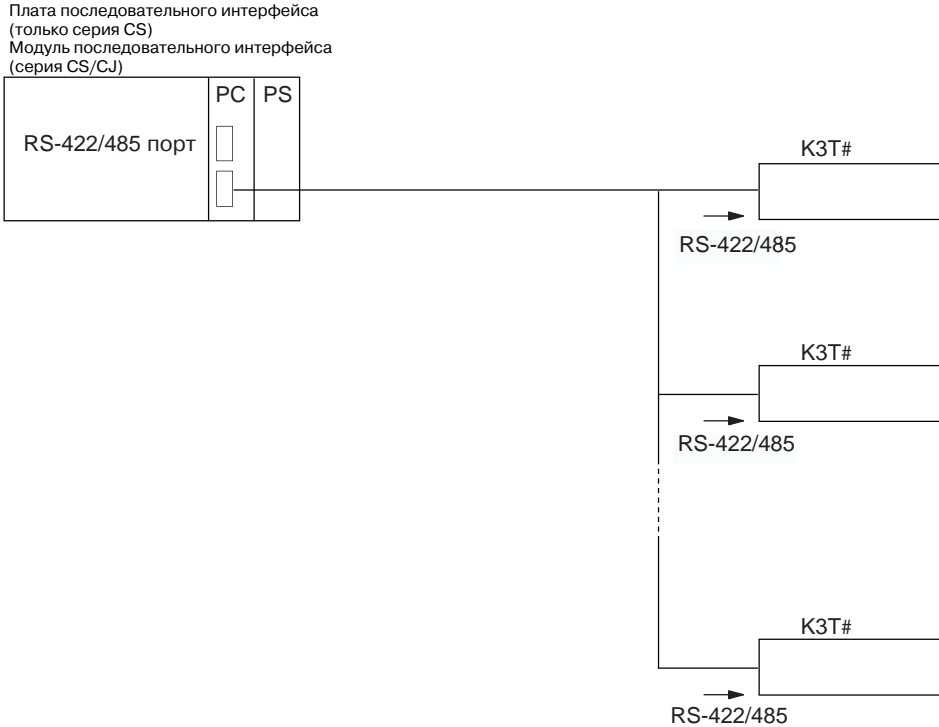 Плата последовательного интерфейса
(только серия CS)
Модуль последовательного интерфейса
(серия CS/CJ)
PC PS
RS-422/485 порт
K3T#
RS-422/485
K3T#
RS-422/485
K3T#
RS-422/485